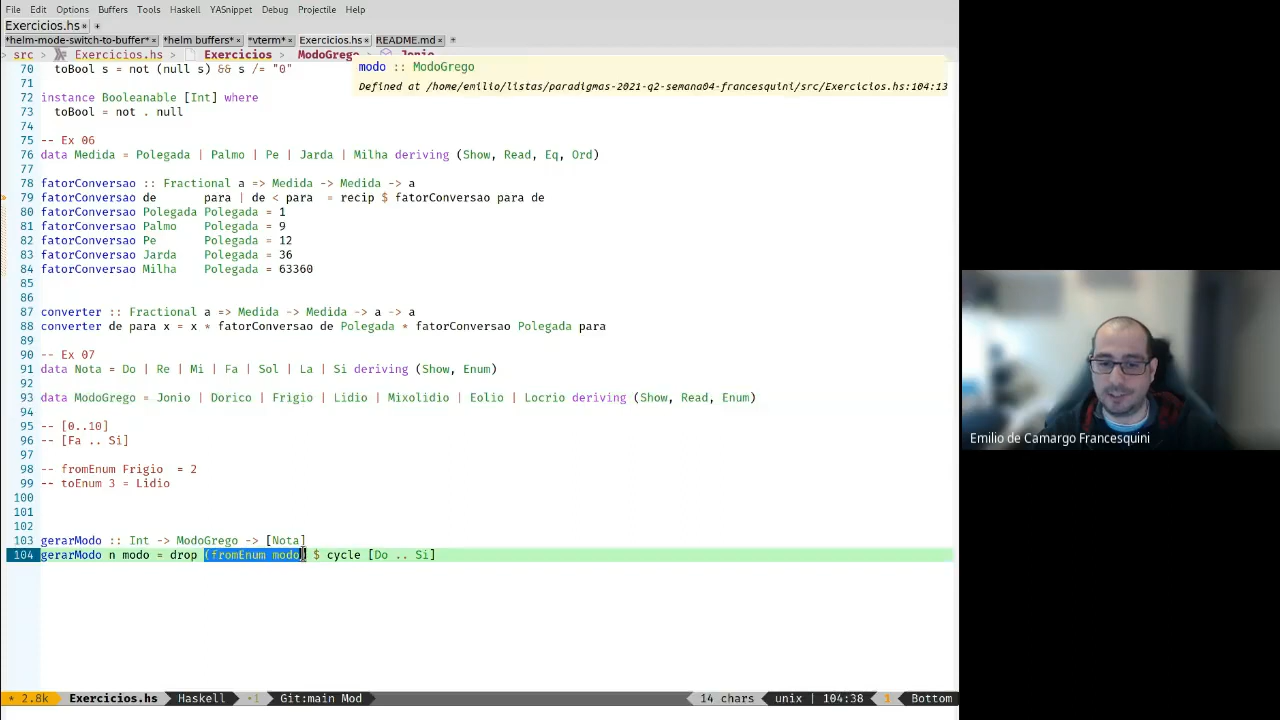 File Edit Options Buffers Tools Haskell YASnippet Debug Projectile Help
Exercicios.hs× +
*helm-mode-switch-to-buffer*× *helm buffers*× *vterm*× Exercicios.hs× README.md× +
> src > Exercicios.hs > Exercicios > ModoGrego > Jonio
70 toBool s = not (null s) && s /= "0"
modo :: ModoGrego
Defined at /home/emilio/listas/paradigmas-2021-q2-semana04-francesquini/src/Exercicios.hs:104:13
71
72 instance Booleanable [Int] where
73 toBool = not . null
74
75 -- Ex 06
76 data Medida = Polegada | Palmo | Pe | Jarda | Milha deriving (Show, Read, Eq, Ord)
77
78 fatorConversao :: Fractional a => Medida -> Medida -> a
79 fatorConversao de para | de < para = recip $ fatorConversao para de
80 fatorConversao Polegada Polegada = 1
81 fatorConversao Palmo Polegada = 9
82 fatorConversao Pe Polegada = 12
83 fatorConversao Jarda Polegada = 36
84 fatorConversao Milha Polegada = 63360
85
86
87 converter :: Fractional a => Medida -> Medida -> a -> a
88 converter de para x = x * fatorConversao de Polegada * fatorConversao Polegada para
89
90 -- Ex 07
91 data Nota = Do | Re | Mi | Fa | Sol | La | Si deriving (Show, Enum)
92
93 data ModoGrego = Jonio | Dorico | Frigio | Lidio | Mixolidio | Eolio | Locrio deriving (Show, Read, Enum)
94
95 -- [0..10]
96 -- [Fa .. Si]
97
98 -- fromEnum Frigio = 2
99 -- toEnum 3 = Lidio
100
101
102
103 gerarModo :: Int -> ModoGrego -> [Nota]
104 gerarModo n modo = drop (fromEnum modo) $ cycle [Do .. Si]
Emilio de Camargo Francesquini
* 2.8k Exercicios.hs Haskell 1 Git:main Mod 14 chars unix 104:38 Bottom